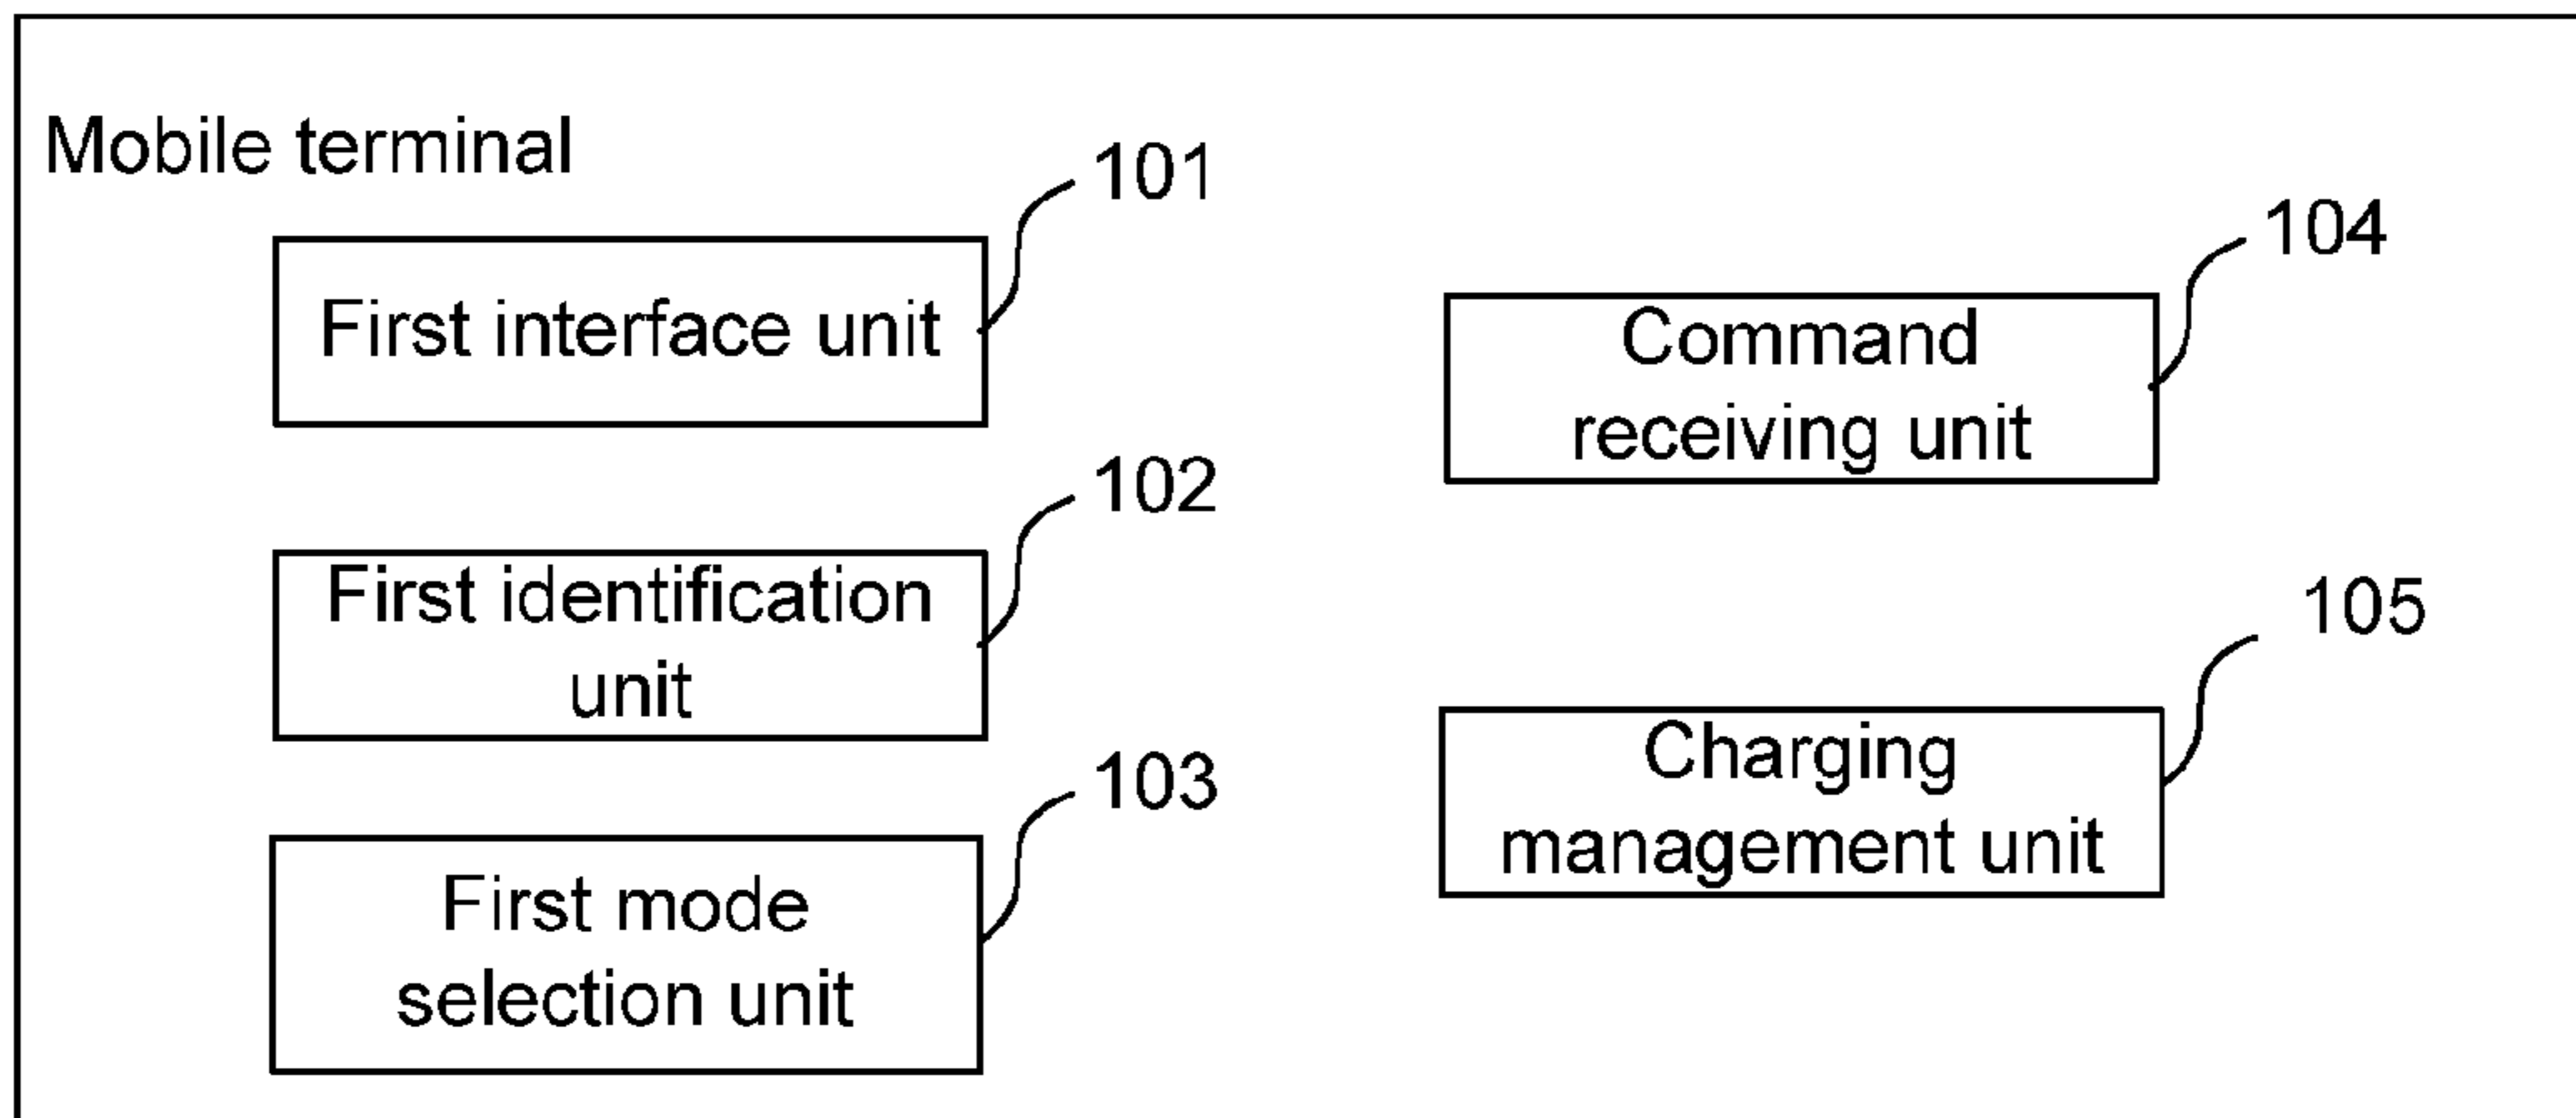 Mobile terminal
101
First interface unit
102
First identification
unit
103
First mode
selection unit
104
Command
receiving unit
105
Charging
management unit